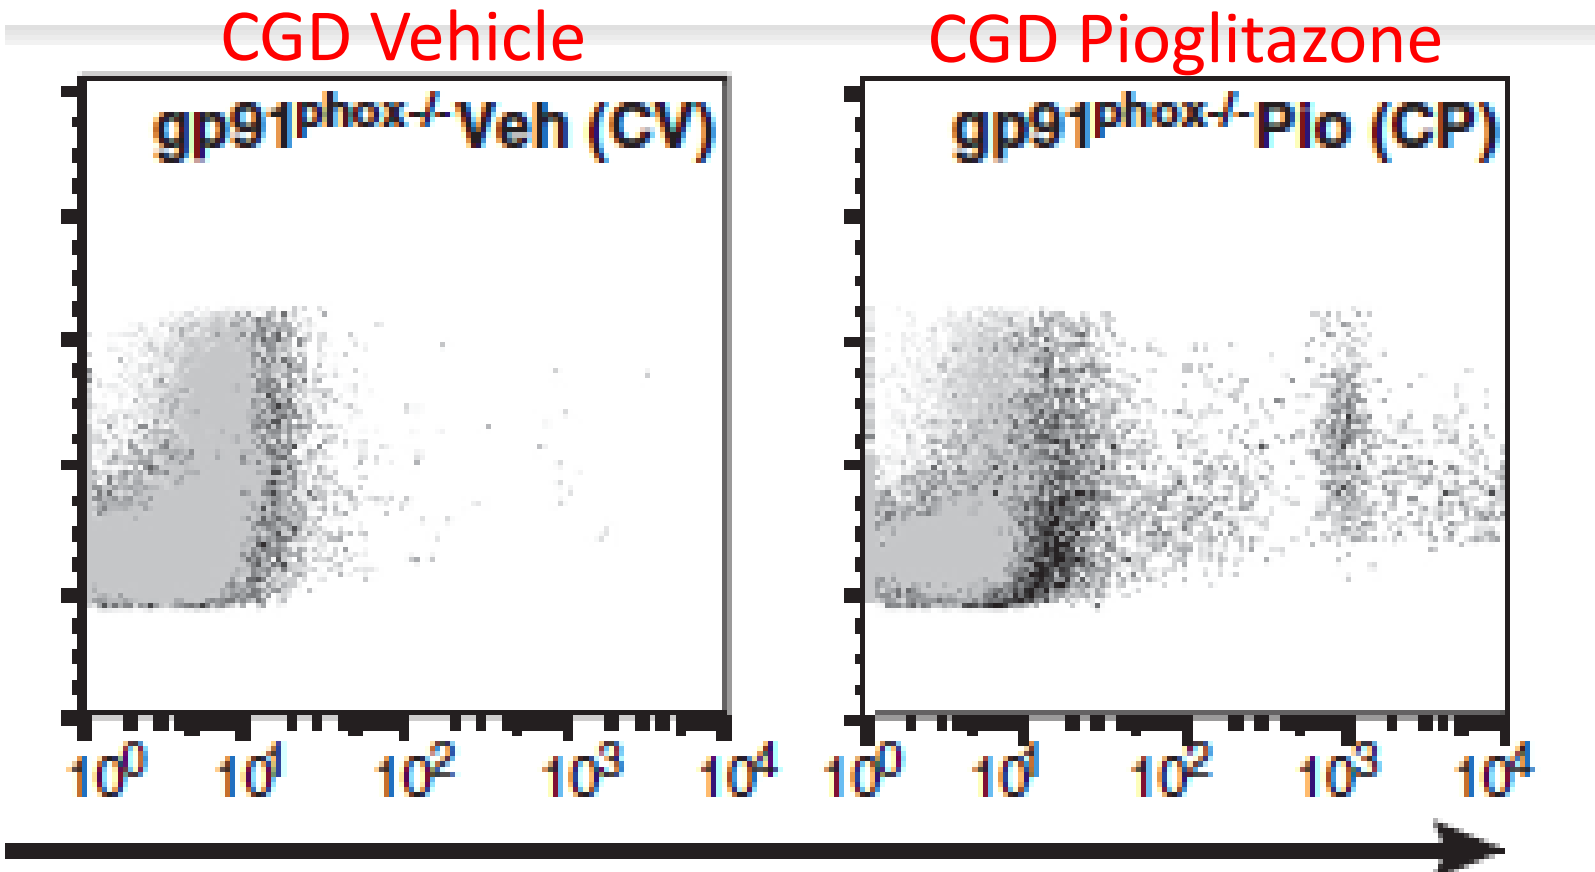 CGD Vehicle CGD Pioglitazone
gp91phox-/- Veh (CV) gp91phox-/- Pio (CP)
10⁰ 10¹ 10² 10³ 10⁴ 10⁰ 10¹ 10² 10³ 10⁴